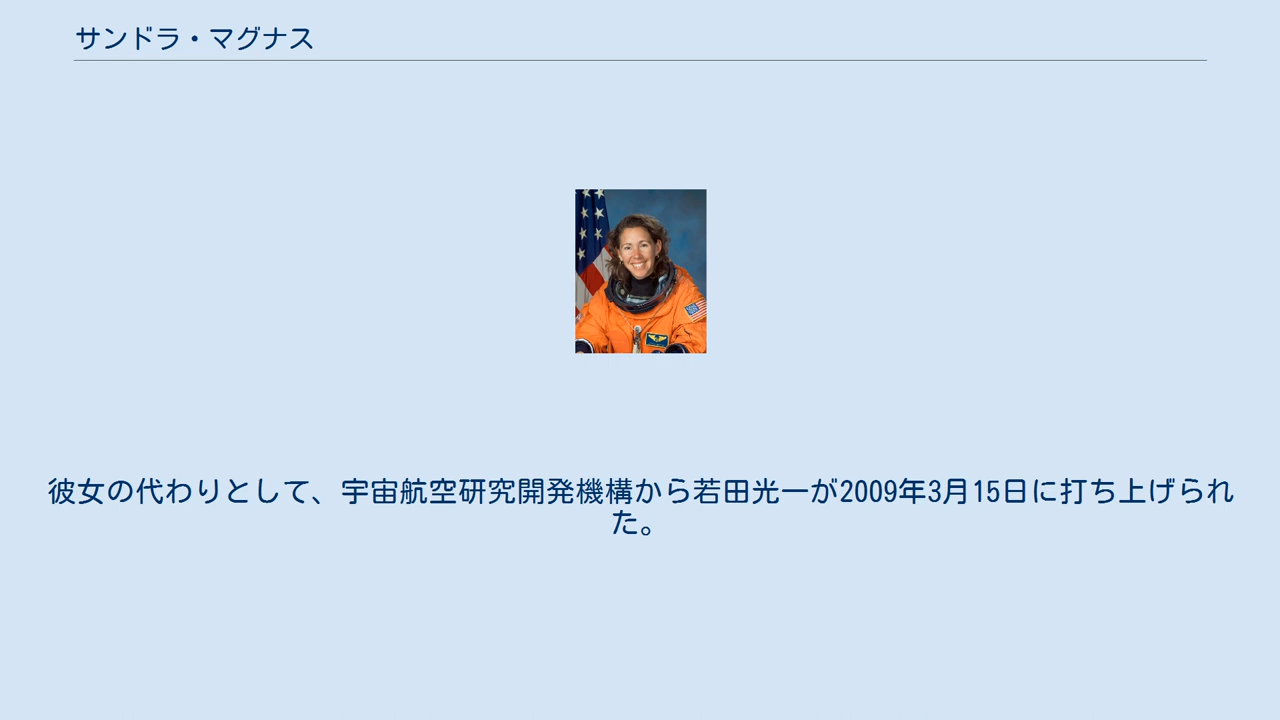 サンドラ・マグナス
彼女の代わりとして、宇宙航空研究開発機構から若田光一が2009年3月15日に打ち上げられ
た。